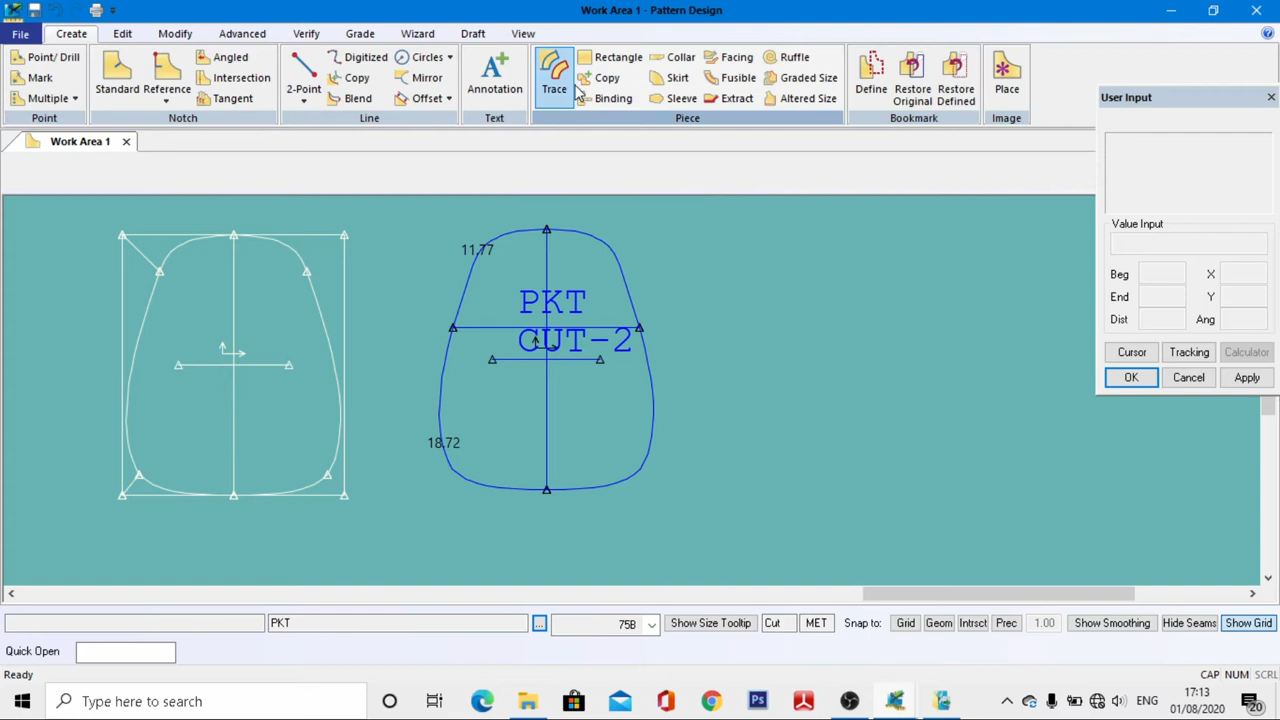 Work Area 1 - Pattern Design
File Create Edit Modify Advanced Verify Grade Wizard Draft View
Point/ Drill Angled Digitized Circles Rectangle Collar Facing Ruffle
Mark Standard Reference Intersection 2-Point Copy Mirror Annotation Trace Copy Skirt Fusible Graded Size Define Restore Original Restore Defined Place
Multiple Tangent Blend Offset Binding Sleeve Extract Altered Size
Point Notch Line Text Piece Bookmark Image
User Input
Work Area 1
Value Input
Beg X
End Y
Dist Ang
Cursor Tracking Calculator
OK Cancel Apply
11.77
PKT
CUT-2
18.72
PKT ... 75B Show Size Tooltip Cut MET Snap to: Grid Geom Intrsct Prec 1.00 Show Smoothing Hide Seams Show Grid
Quick Open
Ready CAP NUM SCRL
Type here to search
ENG
17:13
01/08/2020
20